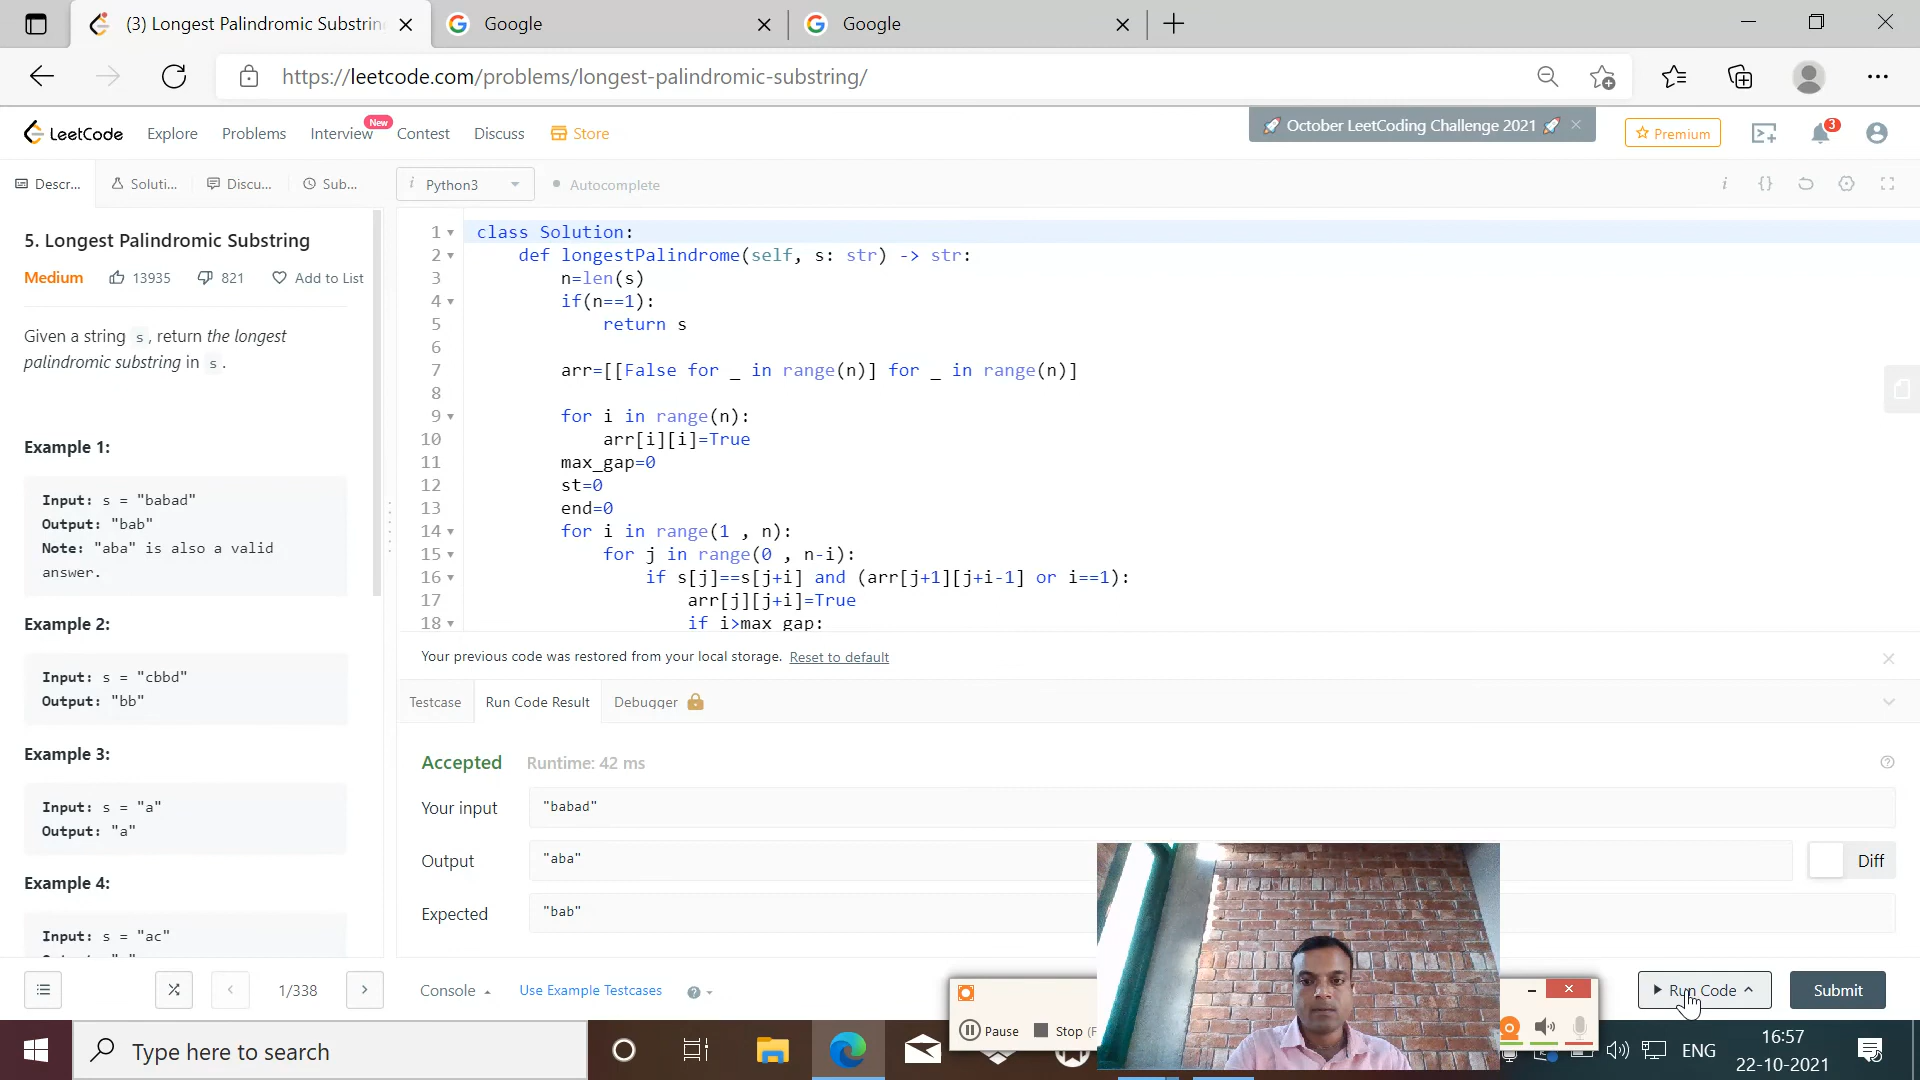 (3) Longest Palindromic Substrin
Google
Google
https://leetcode.com/problems/longest-palindromic-substring/
LeetCode
Explore
Problems
Interview
New
Contest
Discuss
Store
October LeetCoding Challenge 2021
Premium
3
Descr...
Soluti...
Discu...
Sub...
i Python3
Autocomplete
i {}
5. Longest Palindromic Substring
Medium 13935 821 Add to List
Given a string s, return the longest
palindromic substring in s.
Example 1:
Input: s = "babad"
Output: "bab"
Note: "aba" is also a valid
answer.
Example 2:
Input: s = "cbbd"
Output: "bb"
Example 3:
Input: s = "a"
Output: "a"
Example 4:
Input: s = "ac"
1 class Solution:
2 def longestPalindrome(self, s: str) -> str:
3 n=len(s)
4 if(n==1):
5 return s
6
7 arr=[[False for _ in range(n)] for _ in range(n)]
8
9 for i in range(n):
10 arr[i][i]=True
11 max_gap=0
12 st=0
13 end=0
14 for i in range(1 , n):
15 for j in range(0 , n-i):
16 if s[j]==s[j+i] and (arr[j+1][j+i-1] or i==1):
17 arr[j][j+i]=True
18 if i>max_gap:
Your previous code was restored from your local storage. Reset to default
Testcase
Run Code Result
Debugger
Accepted Runtime: 42 ms
Your input "babad"
Output "aba"
Diff
Expected "bab"
1/338
Console
Use Example Testcases
Pause
Stop (F
Run Code
Submit
Type here to search
ENG
16:57
22-10-2021